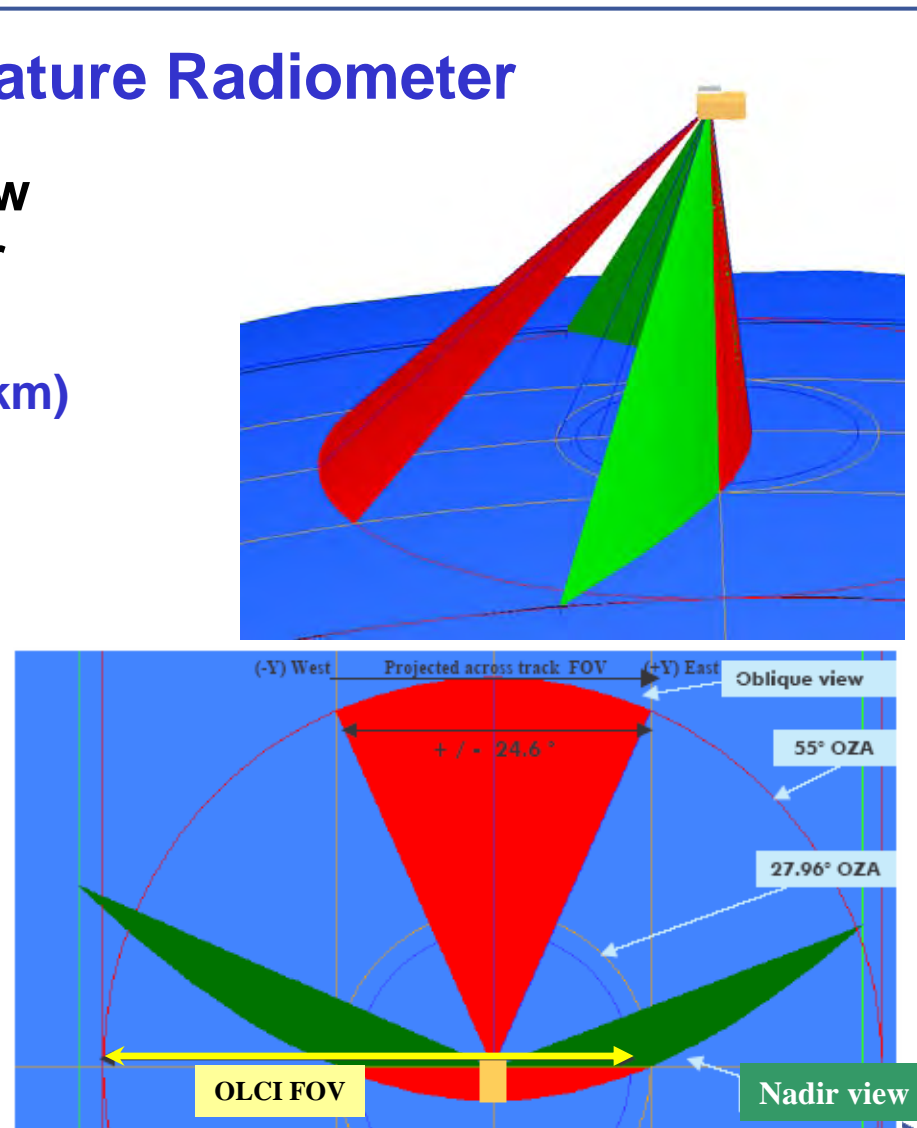 ature Radiometer
w
r
km)
(-Y) West
Projected across track FOV
(+Y) East
Oblique view
+ / - 24.6 °
55° OZA
27.96° OZA
OLCI FOV
Nadir view